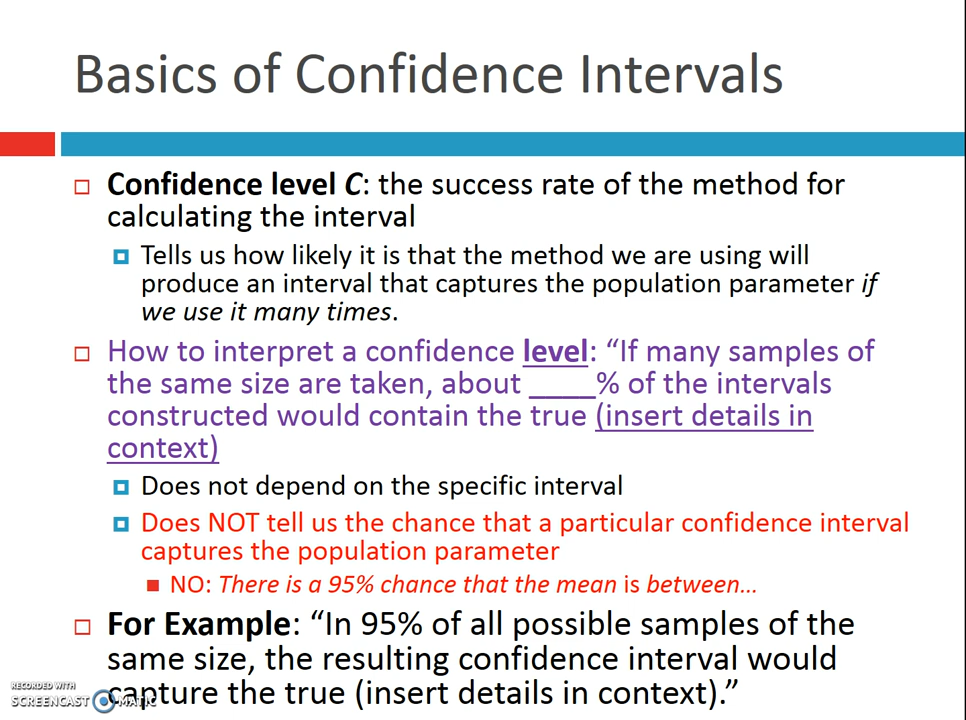 Basics of Confidence Intervals
Confidence level C: the success rate of the method for
calculating the interval
Tells us how likely it is that the method we are using will
produce an interval that captures the population parameter if
we use it many times.
How to interpret a confidence level: “If many samples of
the same size are taken, about ____% of the intervals
constructed would contain the true (insert details in
context)
Does not depend on the specific interval
Does NOT tell us the chance that a particular confidence interval
captures the population parameter
NO: There is a 95% chance that the mean is between…
For Example: “In 95% of all possible samples of the
same size, the resulting confidence interval would
capture the true (insert details in context).”
RECORDED WITH
SCREENCAST MATIC